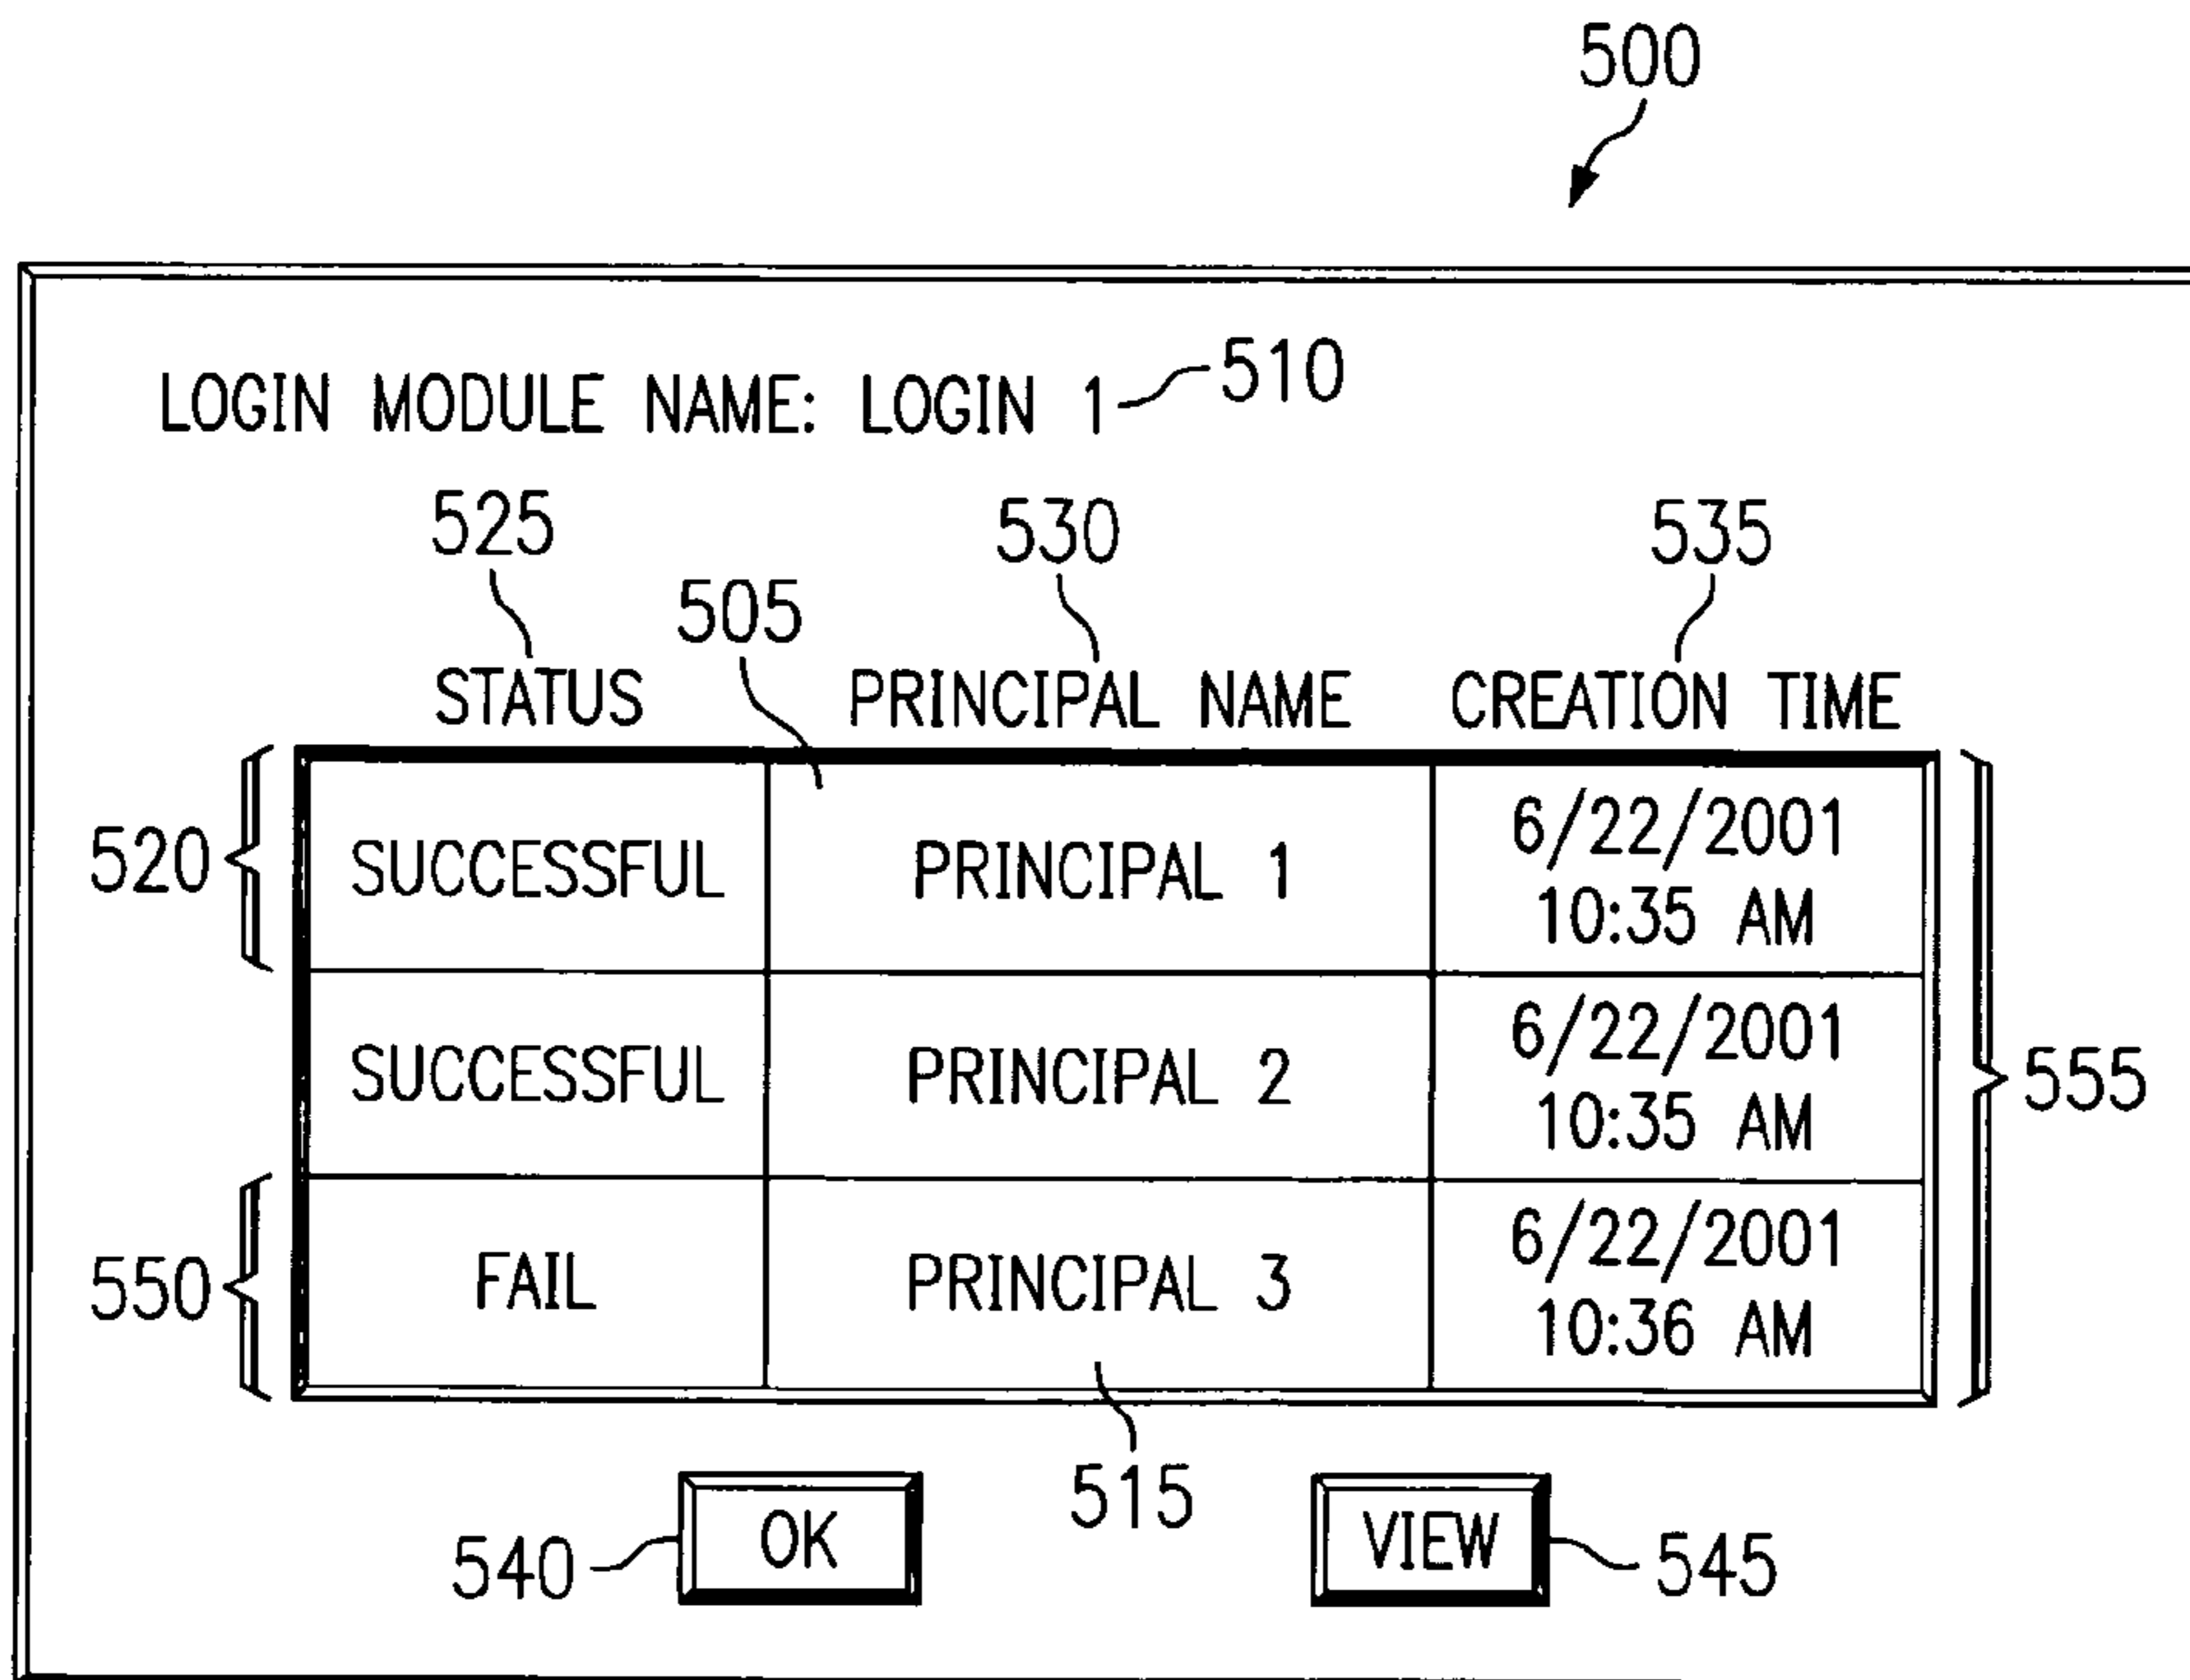 500
LOGIN MODULE NAME: LOGIN 1 510
525 530 535
505
STATUS PRINCIPAL NAME CREATION TIME
520 SUCCESSFUL PRINCIPAL 1 6/22/2001
10:35 AM
SUCCESSFUL PRINCIPAL 2 6/22/2001
10:35 AM
555
550 FAIL PRINCIPAL 3 6/22/2001
10:36 AM
515
540 OK VIEW 545